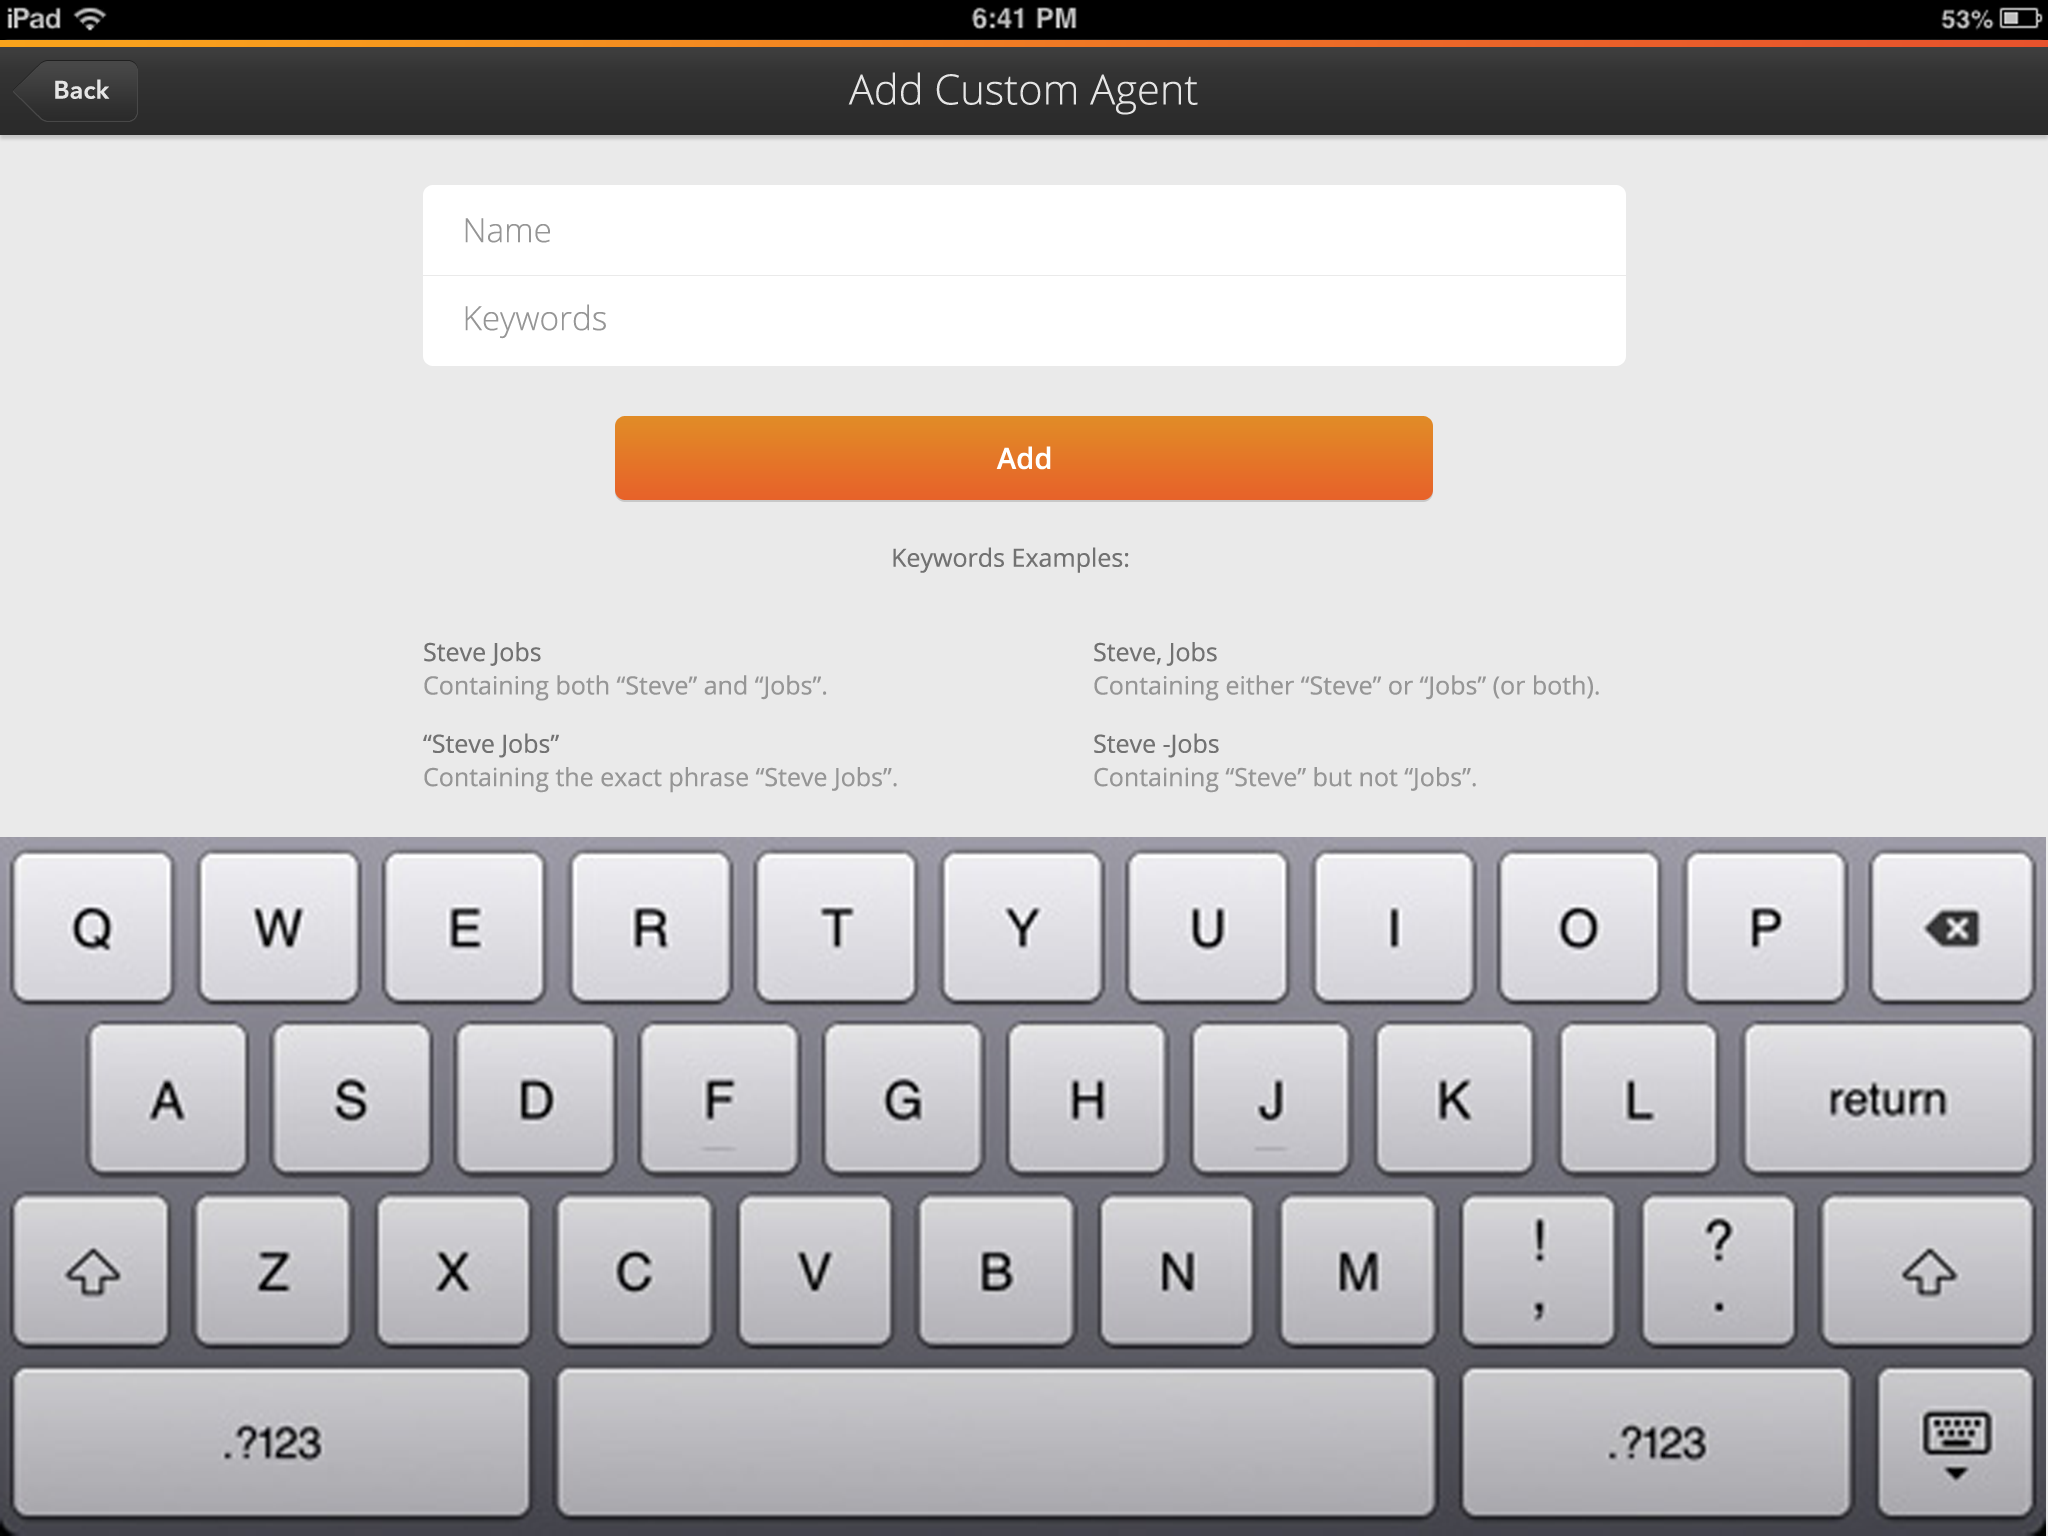 iPad 6:41 PM 53%
Back Add Custom Agent
Name
Keywords
Add
Keywords Examples:
Steve Jobs
Containing both “Steve” and “Jobs”.
Steve, Jobs
Containing either “Steve” or “Jobs” (or both).
“Steve Jobs”
Containing the exact phrase “Steve Jobs”.
Steve -Jobs
Containing “Steve” but not “Jobs”.
Q W E R T Y U I O P
A S D F G H J K L return
Z X C V B N M ! , ? .
.?123 .?123